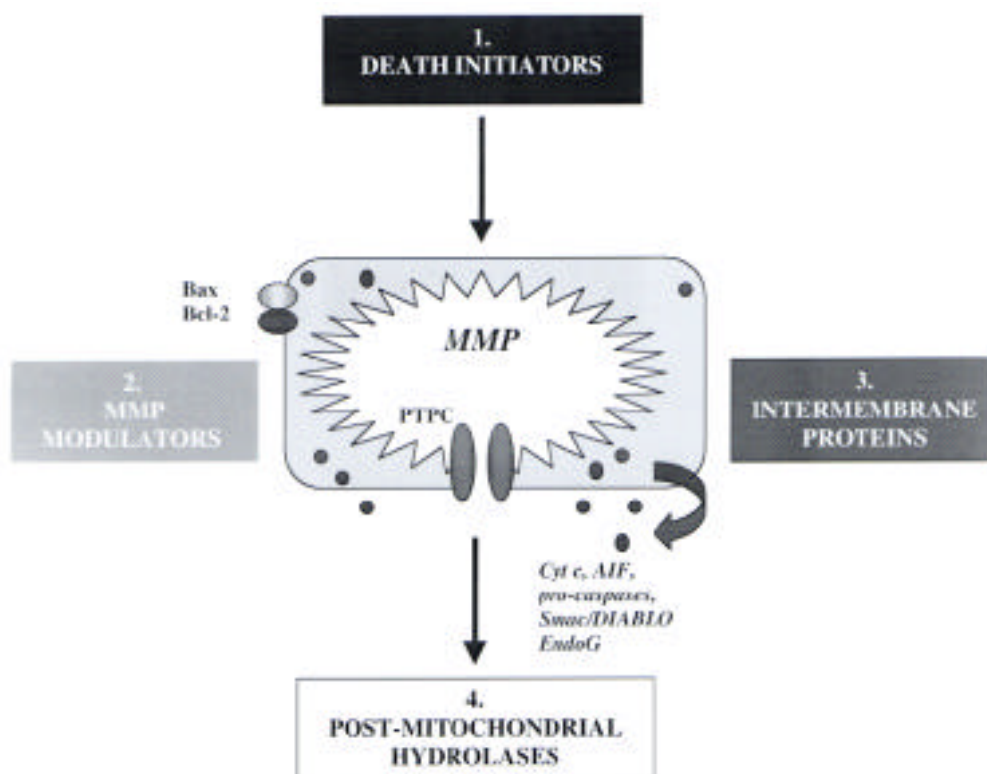 1.
DEATH INITIATORS
Bax
Bcl-2
MMP
2.
MMP
MODULATORS
3.
INTERMEMBRANE
PROTEINS
PTPC
Cyt c, AIF,
pro-caspases,
Smac/DIABLO
EndoG
4.
POST-MITOCHONDRIAL
HYDROLASES